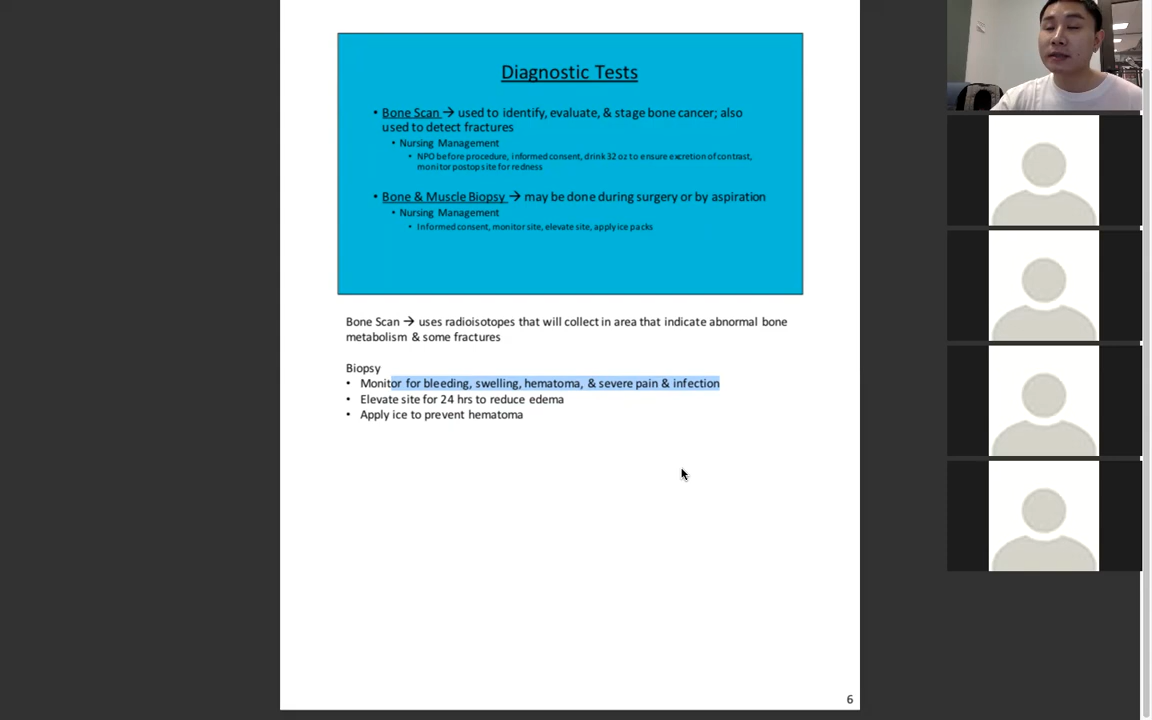 Diagnostic Tests
• Bone Scan → used to identify, evaluate, & stage bone cancer; also
used to detect fractures
• Nursing Management
• NPO before procedure, informed consent, drink 32 oz to ensure excretion of contrast,
monitor postop site for redness
• Bone & Muscle Biopsy → may be done during surgery or by aspiration
• Nursing Management
• Informed consent, monitor site, elevate site, apply ice packs
Bone Scan → uses radioisotopes that will collect in area that indicate abnormal bone
metabolism & some fractures
Biopsy
• Monitor for bleeding, swelling, hematoma, & severe pain & infection
• Elevate site for 24 hrs to reduce edema
• Apply ice to prevent hematoma
6